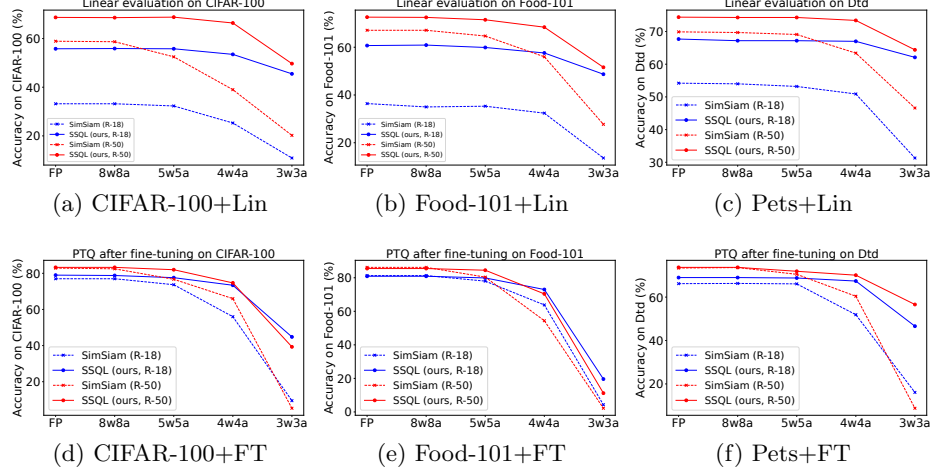 Linear evaluation on CIFAR-100
Accuracy on CIFAR-100 (%)
60
40
20
SimSiam (R-18)
SSQL (ours, R-18)
SimSiam (R-50)
SSQL (ours, R-50)
FP 8w8a 5w5a 4w4a 3w3a
(a) CIFAR-100+Lin
Linear evaluation on Food-101
Accuracy on Food-101 (%)
60
40
20
SimSiam (R-18)
SSQL (ours, R-18)
SimSiam (R-50)
SSQL (ours, R-50)
FP 8w8a 5w5a 4w4a 3w3a
(b) Food-101+Lin
Linear evaluation on Dtd
Accuracy on Dtd (%)
70
60
50
40
30
SimSiam (R-18)
SSQL (ours, R-18)
SimSiam (R-50)
SSQL (ours, R-50)
FP 8w8a 5w5a 4w4a 3w3a
(c) Pets+Lin
PTQ after fine-tuning on CIFAR-100
Accuracy on CIFAR-100 (%)
80
60
40
20
SimSiam (R-18)
SSQL (ours, R-18)
SimSiam (R-50)
SSQL (ours, R-50)
FP 8w8a 5w5a 4w4a 3w3a
(d) CIFAR-100+FT
PTQ after fine-tuning on Food-101
Accuracy on Food-101 (%)
80
60
40
20
0
SimSiam (R-18)
SSQL (ours, R-18)
SimSiam (R-50)
SSQL (ours, R-50)
FP 8w8a 5w5a 4w4a 3w3a
(e) Food-101+FT
PTQ after fine-tuning on Dtd
Accuracy on Dtd (%)
60
40
20
SimSiam (R-18)
SSQL (ours, R-18)
SimSiam (R-50)
SSQL (ours, R-50)
FP 8w8a 5w5a 4w4a 3w3a
(f) Pets+FT